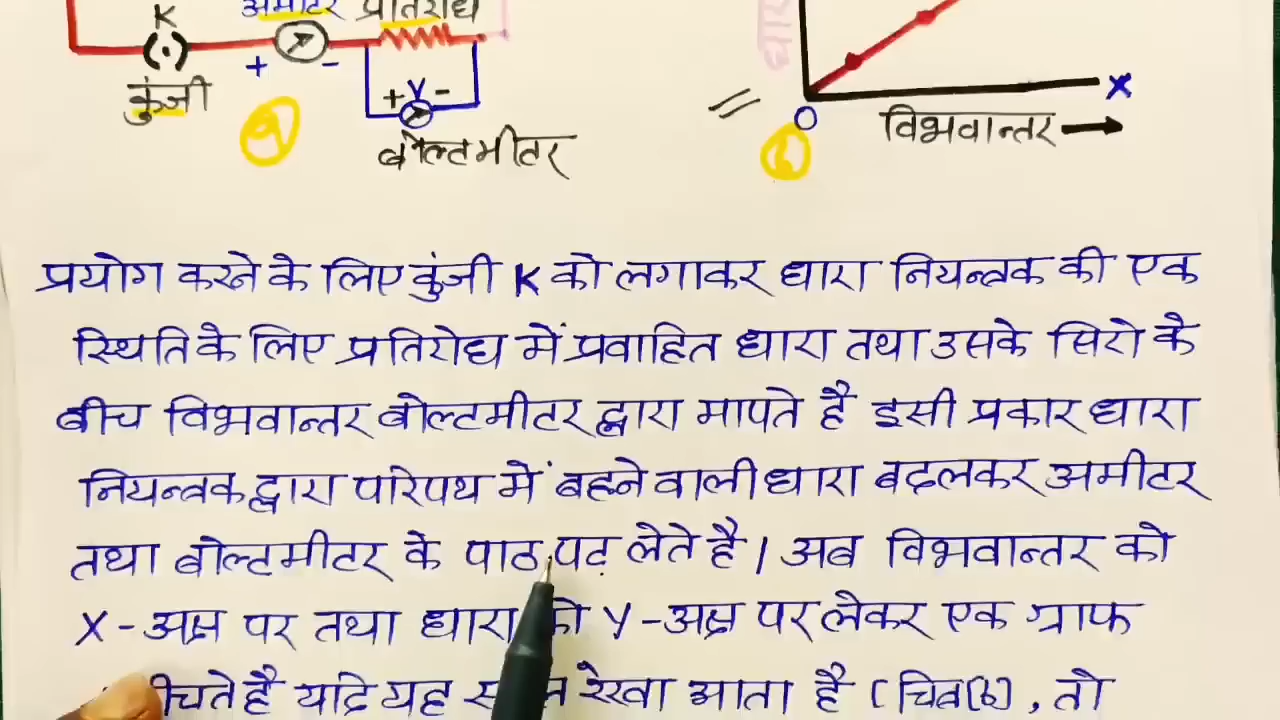 K
अमीटर प्रतिरोध
+ -
कुंजी
a
+ V -
वोल्टमीटर
धार
X
O
विभवान्तर →
b
प्रयोग करने के लिए कुंजी K को लगाकर धारा नियन्त्रक की एक
स्थिति के लिए प्रतिरोध में प्रवाहित धारा तथा उसके सिरो के
बीच विभवान्तर वोल्टमीटर द्वारा मापते है इसी प्रकार धारा
नियन्त्रक द्वारा परिपथ में बहने वाली धारा बदलकर अमीटर
तथा वोल्टमीटर के पाठ पढ़ लेते है। अब विभवान्तर को
X-अक्ष पर तथा धारा को Y-अक्ष पर लेकर एक ग्राफ
चते है यदि यह रेखा आता है (चित्र(b), तो